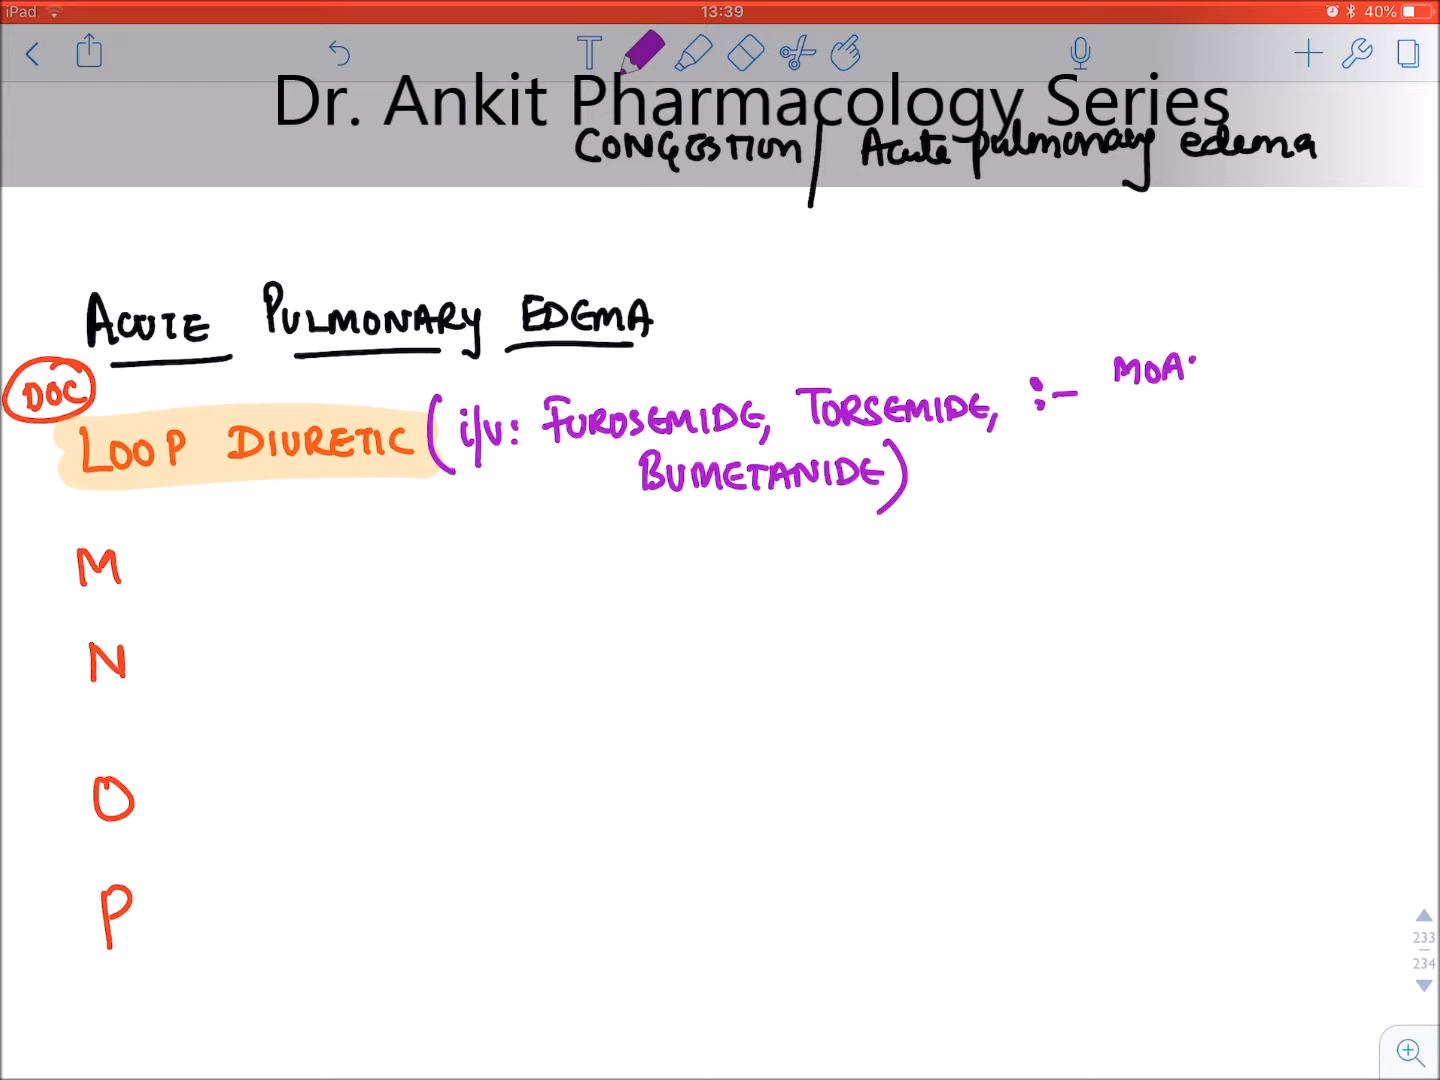 iPad 13:39 40%
T
Dr. Ankit Pharmacology Series
CONGESTION / Acute pulmonary edema
ACUTE PULMONARY EDEMA
DOC
LOOP DIURETIC (i/v: FUROSEMIDE, TORSEMIDE, :- MOA.
BUMETANIDE)
M
N
O
P
233
234